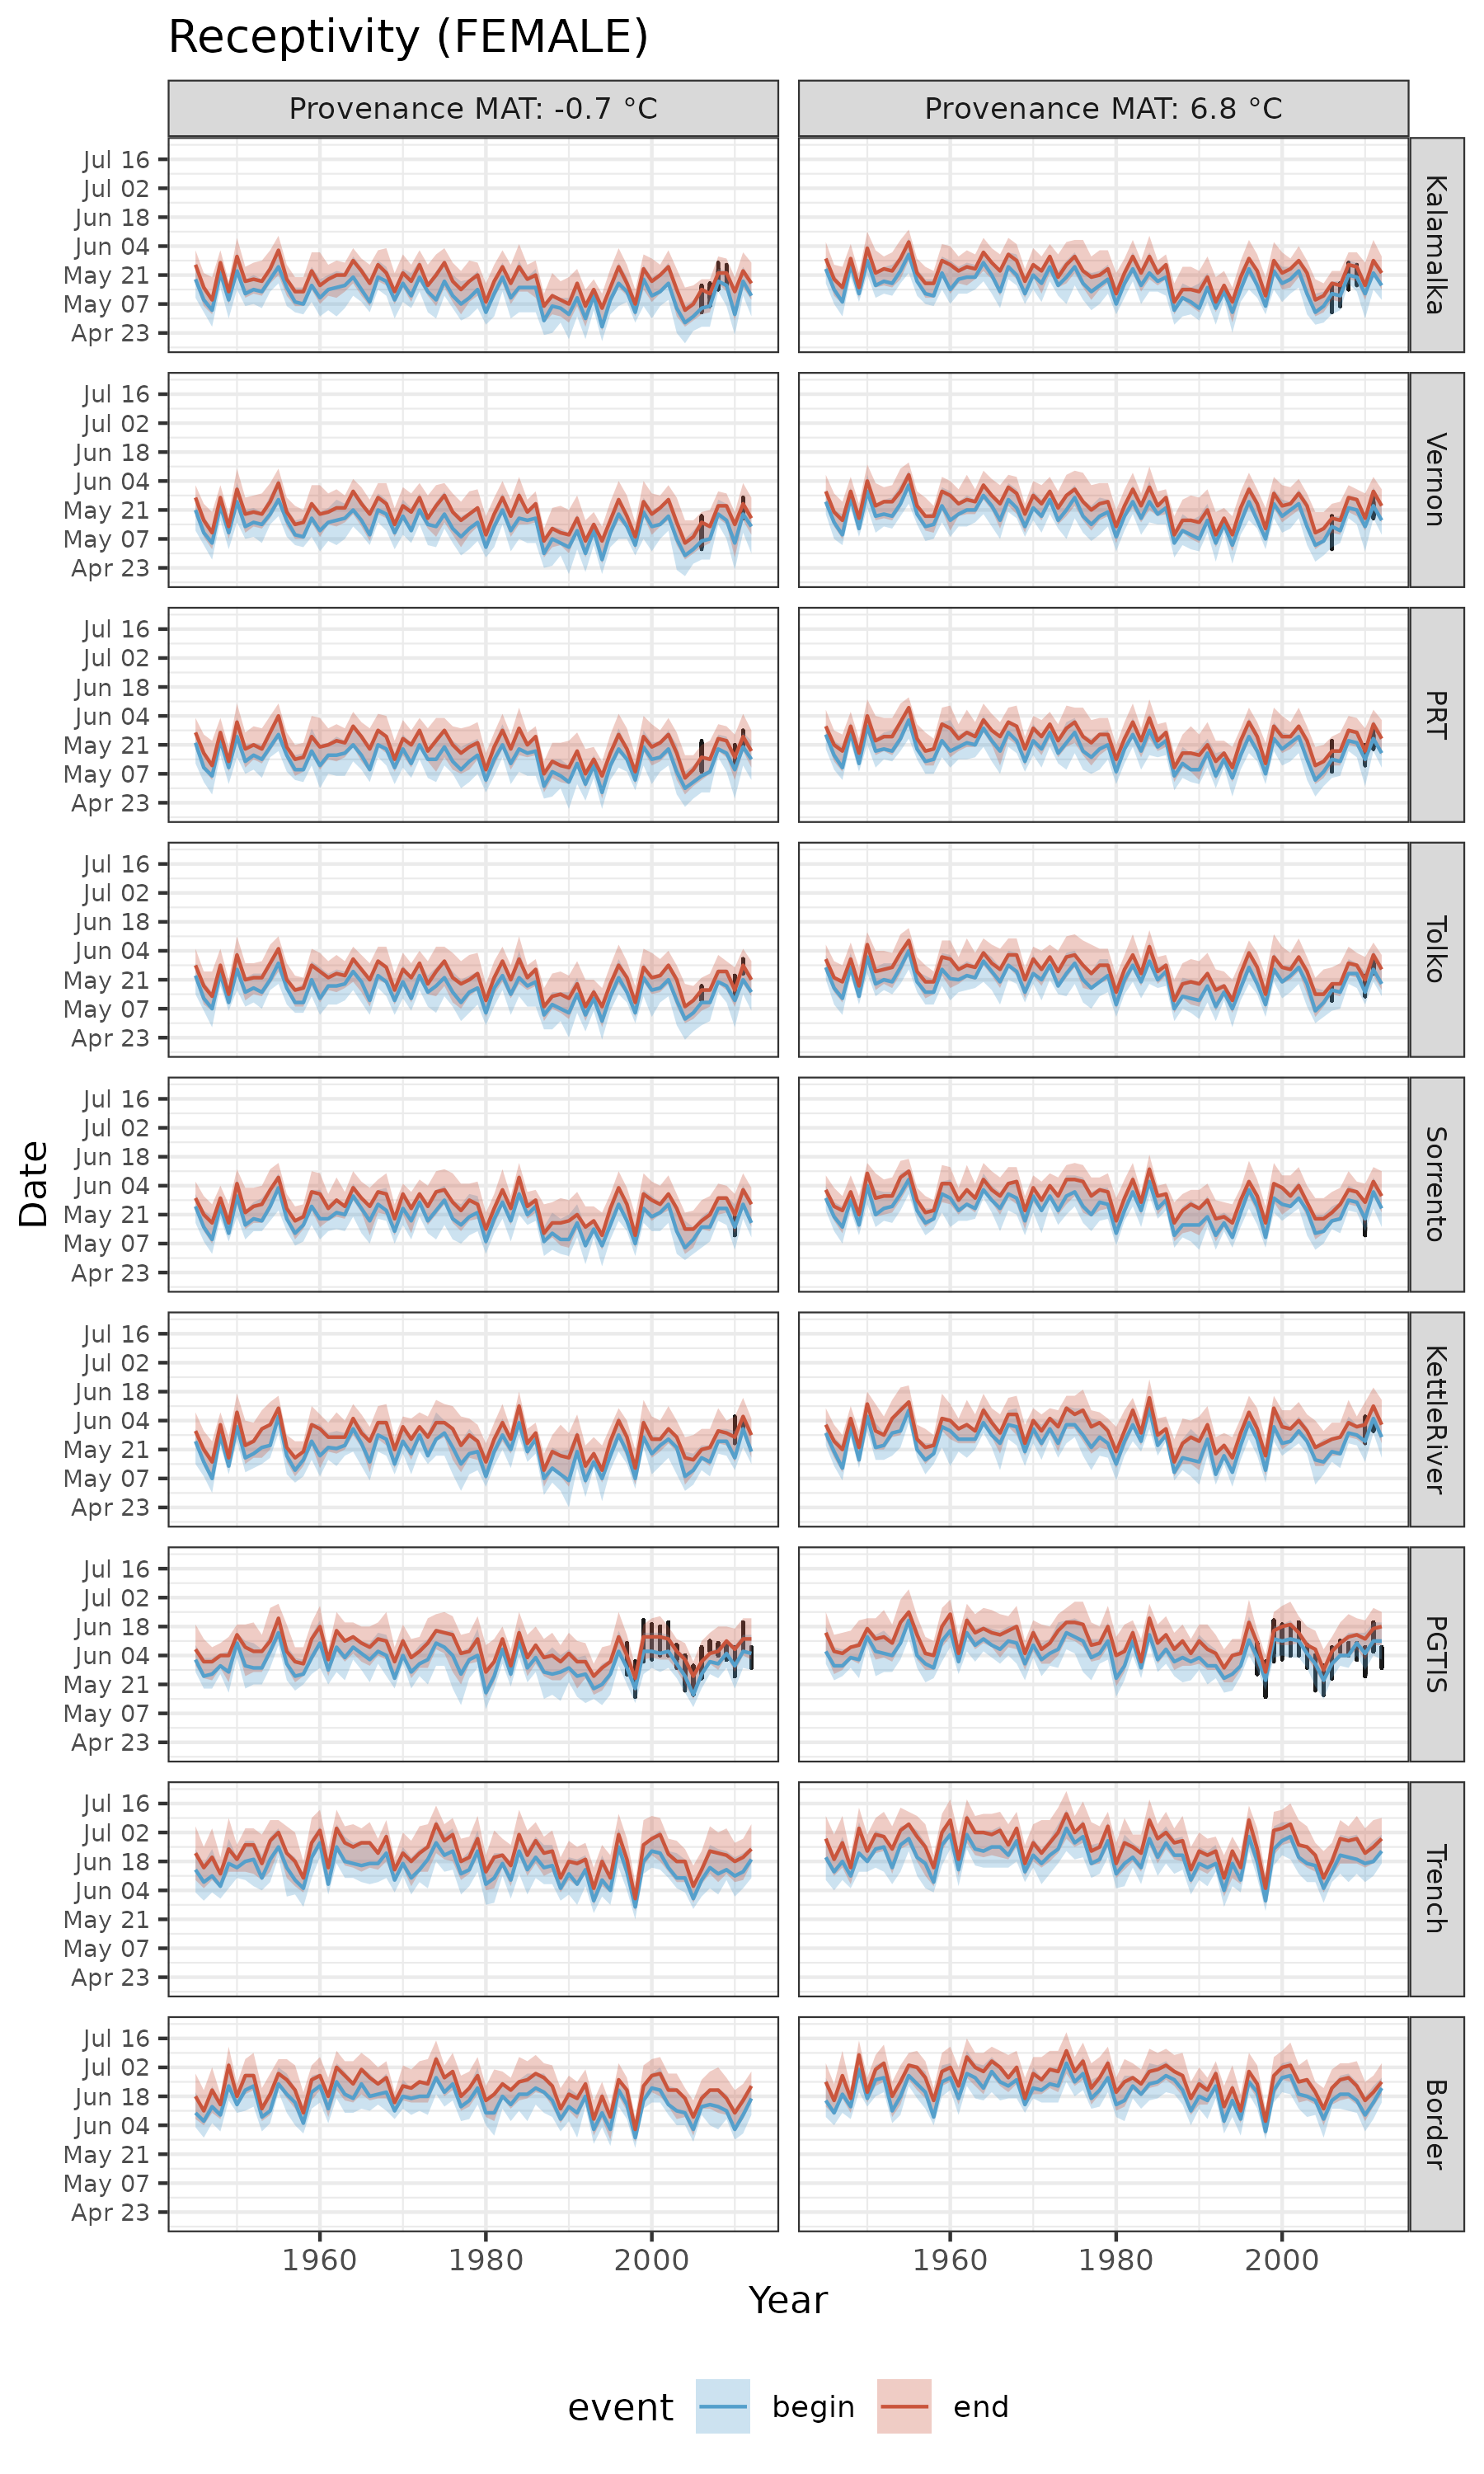 Receptivity (FEMALE)
Provenance MAT: -0.7 °C
Provenance MAT: 6.8 °C
Jul 16
Jul 02
Jun 18
Jun 04
May 21
May 07
Apr 23
Kalamalka
Jul 16
Jul 02
Jun 18
Jun 04
May 21
May 07
Apr 23
Vernon
Jul 16
Jul 02
Jun 18
Jun 04
May 21
May 07
Apr 23
PRT
Jul 16
Jul 02
Jun 18
Jun 04
May 21
May 07
Apr 23
Tolko
Date
Jul 16
Jul 02
Jun 18
Jun 04
May 21
May 07
Apr 23
Sorrento
Jul 16
Jul 02
Jun 18
Jun 04
May 21
May 07
Apr 23
KettleRiver
Jul 16
Jul 02
Jun 18
Jun 04
May 21
May 07
Apr 23
PGTIS
Jul 16
Jul 02
Jun 18
Jun 04
May 21
May 07
Apr 23
Trench
Jul 16
Jul 02
Jun 18
Jun 04
May 21
May 07
Apr 23
Border
1960 1980 2000
1960 1980 2000
Year
event begin end